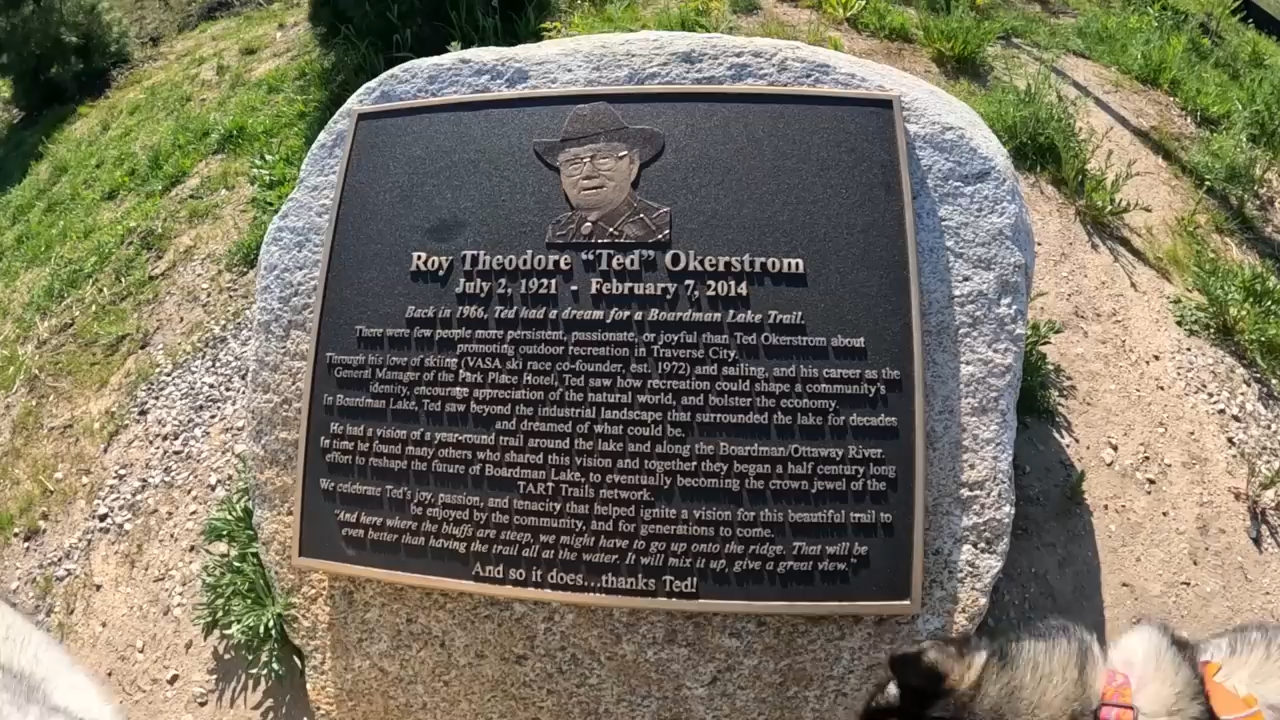 Roy Theodore “Ted” Okerstrom
July 2, 1921 - February 7, 2014
Back in 1966, Ted had a dream for a Boardman Lake Trail.
There were few people more persistent, passionate, or joyful than Ted Okerstrom about
promoting outdoor recreation in Traverse City.
Through his love of skiing (VASA ski race co-founder, est. 1972) and sailing, and his career as the
General Manager of the Park Place Hotel, Ted saw how recreation could shape a community's
identity, encourage appreciation of the natural world, and bolster the economy.
In Boardman Lake, Ted saw beyond the industrial landscape that surrounded the lake for decades
and dreamed of what could be.
He had a vision of a year-round trail around the lake and along the Boardman/Ottaway River.
In time he found many others who shared this vision and together they began a half century long
effort to reshape the future of Boardman Lake, to eventually becoming the crown jewel of the
TART Trails network.
We celebrate Ted's joy, passion, and tenacity that helped ignite a vision for this beautiful trail to
be enjoyed by the community, and for generations to come.
"And here where the bluffs are steep, we might have to go up onto the ridge. That will be
even better than having the trail all at the water. It will mix it up, give a great view."
And so it does...thanks Ted!